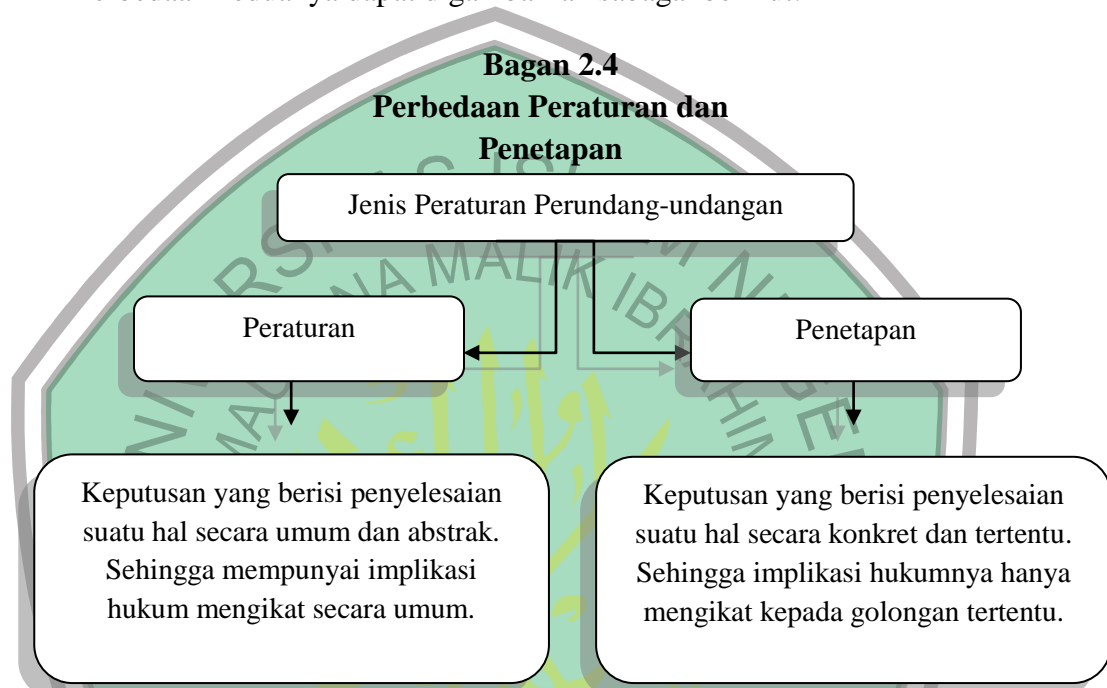 Bagan 2.4
Perbedaan Peraturan dan
Penetapan
Jenis Peraturan Perundang-undangan
Peraturan
Penetapan
Keputusan yang berisi penyelesaian
suatu hal secara umum dan abstrak.
Sehingga mempunyai implikasi
hukum mengikat secara umum.
Keputusan yang berisi penyelesaian
suatu hal secara konkret dan tertentu.
Sehingga implikasi hukumnya hanya
mengikat kepada golongan tertentu.
MALIK